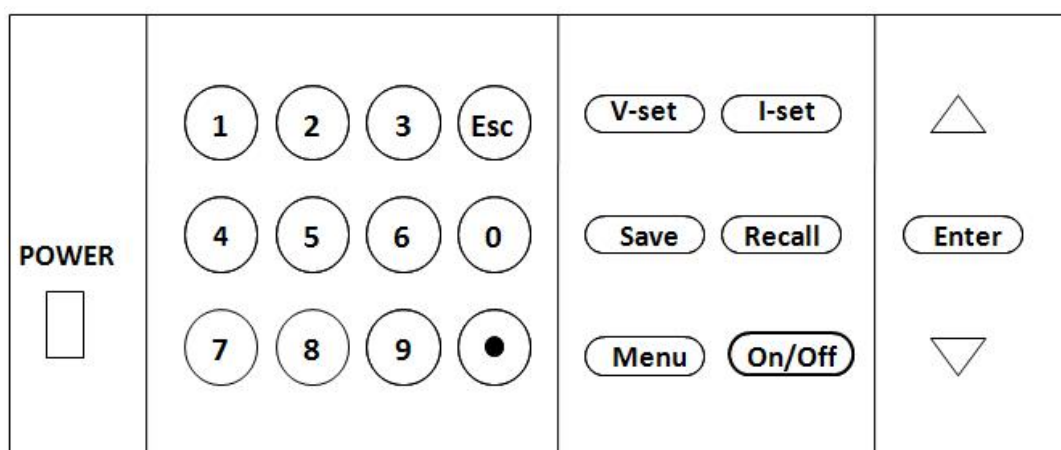 1 2 3 Esc V-set I-set
4 5 6 0 Save Recall Enter
POWER
7 8 9 Menu On/Off